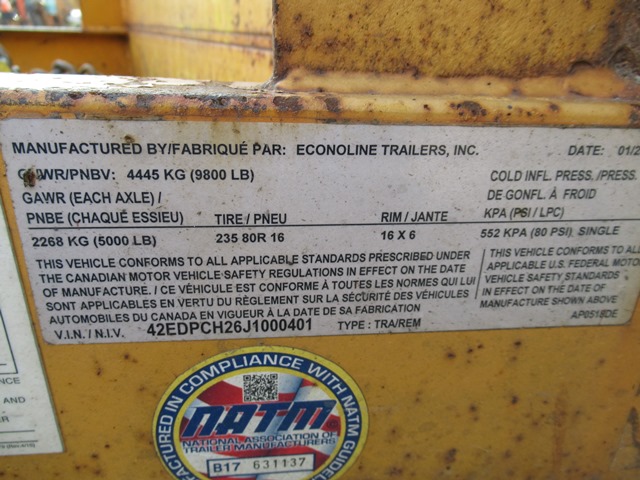 MANUFACTURED BY/FABRIQUÉ PAR: ECONOLINE TRAILERS, INC. DATE: 01/2
GVWR/PNBV: 4445 KG (9800 LB) COLD INFL. PRESS./PRESS.
GAWR (EACH AXLE) / DE GONFL. À FROID
PNBE (CHAQUÉ ESSIEU) TIRE / PNEU RIM / JANTE KPA (PSI / LPC)
2268 KG (5000 LB) 235 80R 16 16 X 6 552 KPA (80 PSI) SINGLE
THIS VEHICLE CONFORMS TO ALL APPLICABLE STANDARDS PRESCRIBED UNDER
THE CANADIAN MOTOR VEHICLE SAFETY REGULATIONS IN EFFECT ON THE DATE
OF MANUFACTURE. / CE VÉHICULE EST CONFORME À TOUTES LES NORMES QUI LUI
SONT APPLICABLES EN VERTU DU RÈGLEMENT SUR LA SÉCURITÉ DES VÉHICULES
AUTOMOBILES DU CANADA EN VIGUEUR À LA DATE DE SA FABRICATION.
THIS VEHICLE CONFORMS TO ALL
APPLICABLE U.S. FEDERAL MOTOR
VEHICLE SAFETY STANDARDS
IN EFFECT ON THE DATE OF
MANUFACTURE SHOWN ABOVE
V.I.N. / N.I.V. 42EDPCH26J1000401 TYPE: TRA/REM AP0518DE
MANUFACTURED IN COMPLIANCE WITH NATM GUIDEL
NATM
NATIONAL ASSOCIATION OF
TRAILER MANUFACTURERS
B17 631137
ANCE
AND